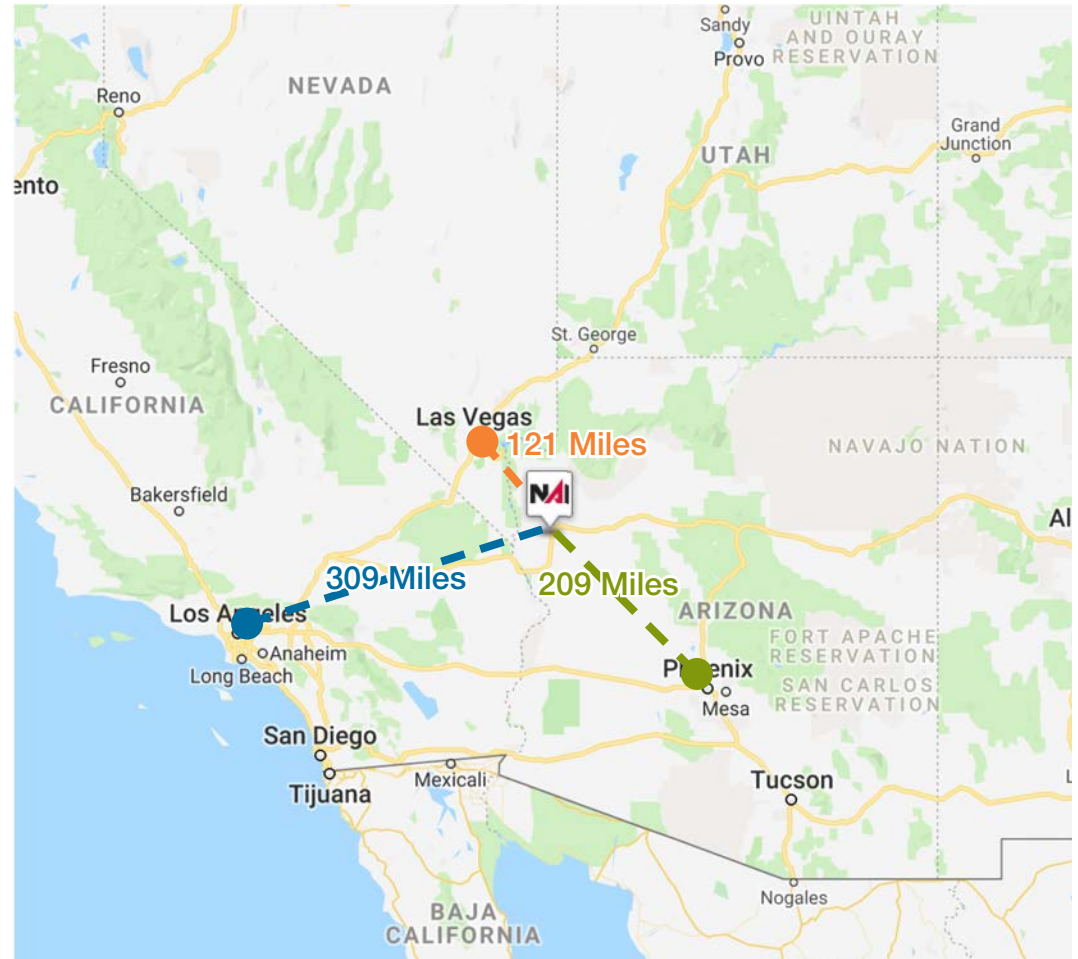 Sandy
UINTAH
AND OURAY
RESERVATION
Provo
NEVADA
Reno
Grand
Junction
UTAH
ento
St. George
Fresno
CALIFORNIA
Las Vegas
121 Miles
NAVAJO NATION
NAI
Bakersfield
Al
309 Miles
209 Miles
Los Angeles
ARIZONA
FORT APACHE
RESERVATION
Anaheim
Long Beach
Phoenix
SAN CARLOS
RESERVATION
Mesa
San Diego
Tijuana
Mexicali
Tucson
L
Nogales
BAJA
CALIFORNIA